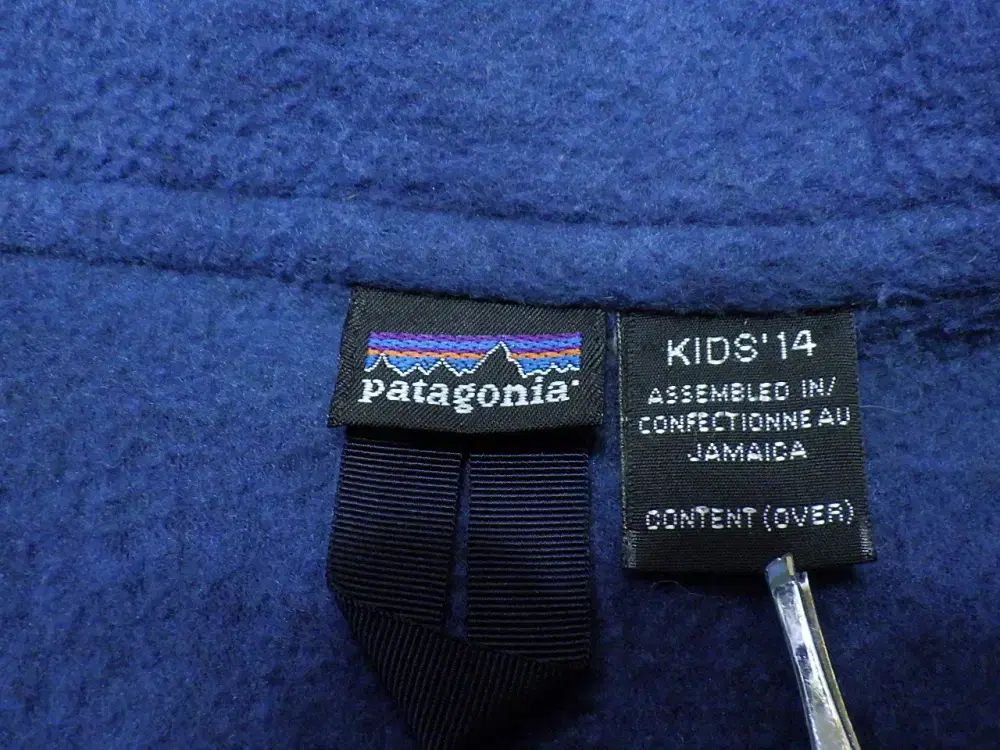 patagonia
KIDS' 14
ASSEMBLED IN/
CONFECTIONNE AU
JAMAICA
CONTENT (OVER)